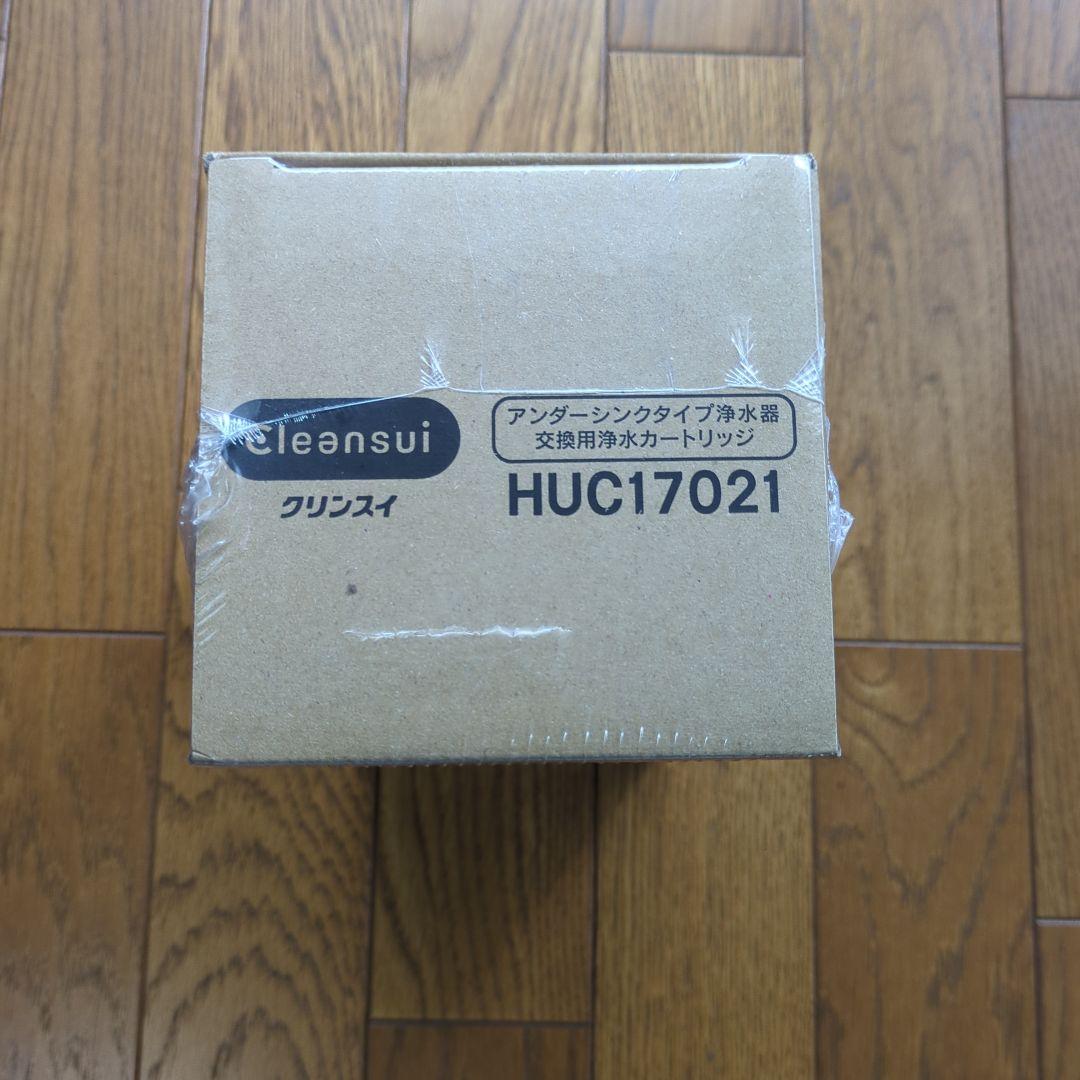 Cleansui
クリンスイ
アンダーシンクタイプ浄水器
交換用浄水カートリッジ
HUC17021